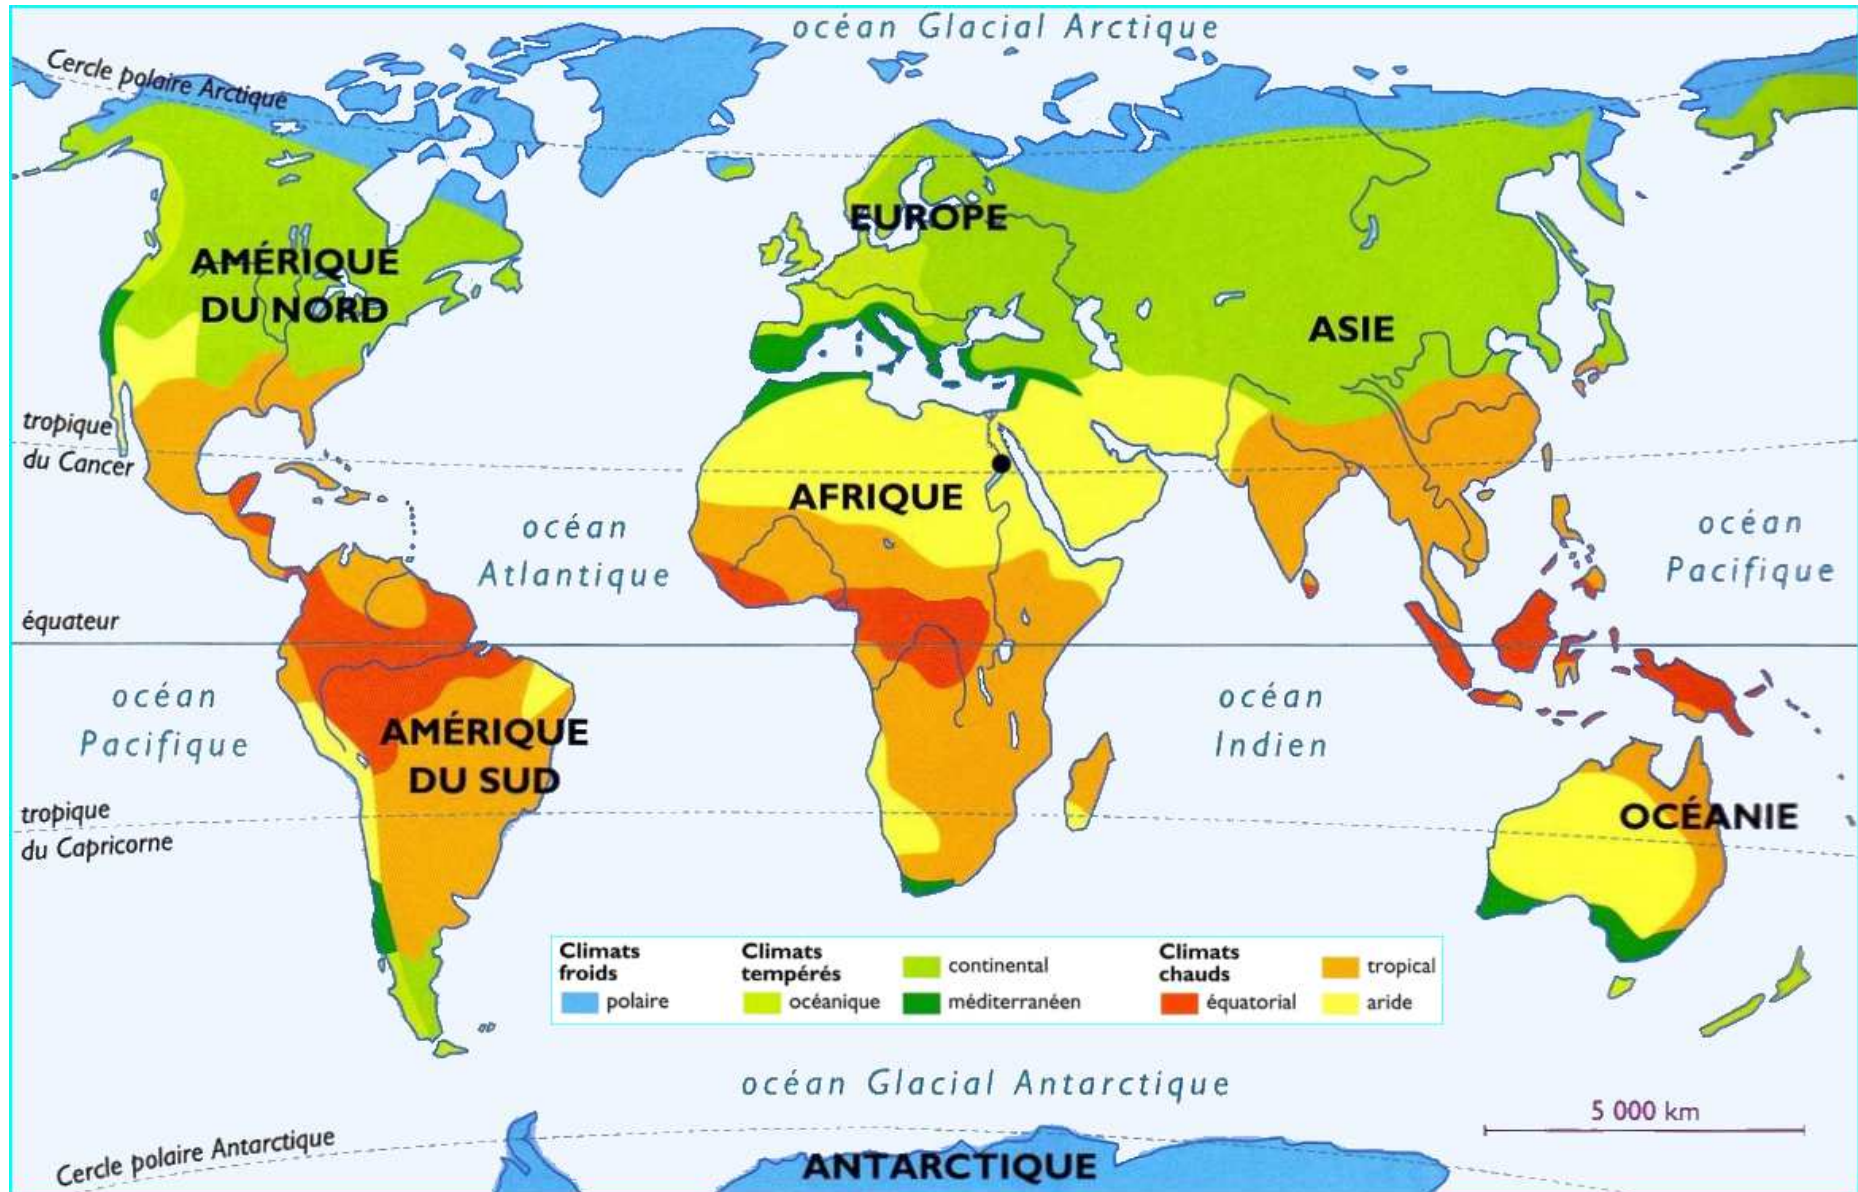 océan Glacial Arctique
Cercle polaire Arctique
EUROPE
AMÉRIQUE
DU NORD
ASIE
tropique
du Cancer
AFRIQUE
océan
Atlantique
océan
Pacifique
équateur
océan
Pacifique
océan
Indien
AMÉRIQUE
DU SUD
tropique
du Capricorne
OCÉANIE
Climats
froids
polaire
Climats
tempérés
océanique
continental
méditerranéen
Climats
chauds
équatorial
tropical
aride
océan Glacial Antarctique
5 000 km
Cercle polaire Antarctique
ANTARCTIQUE